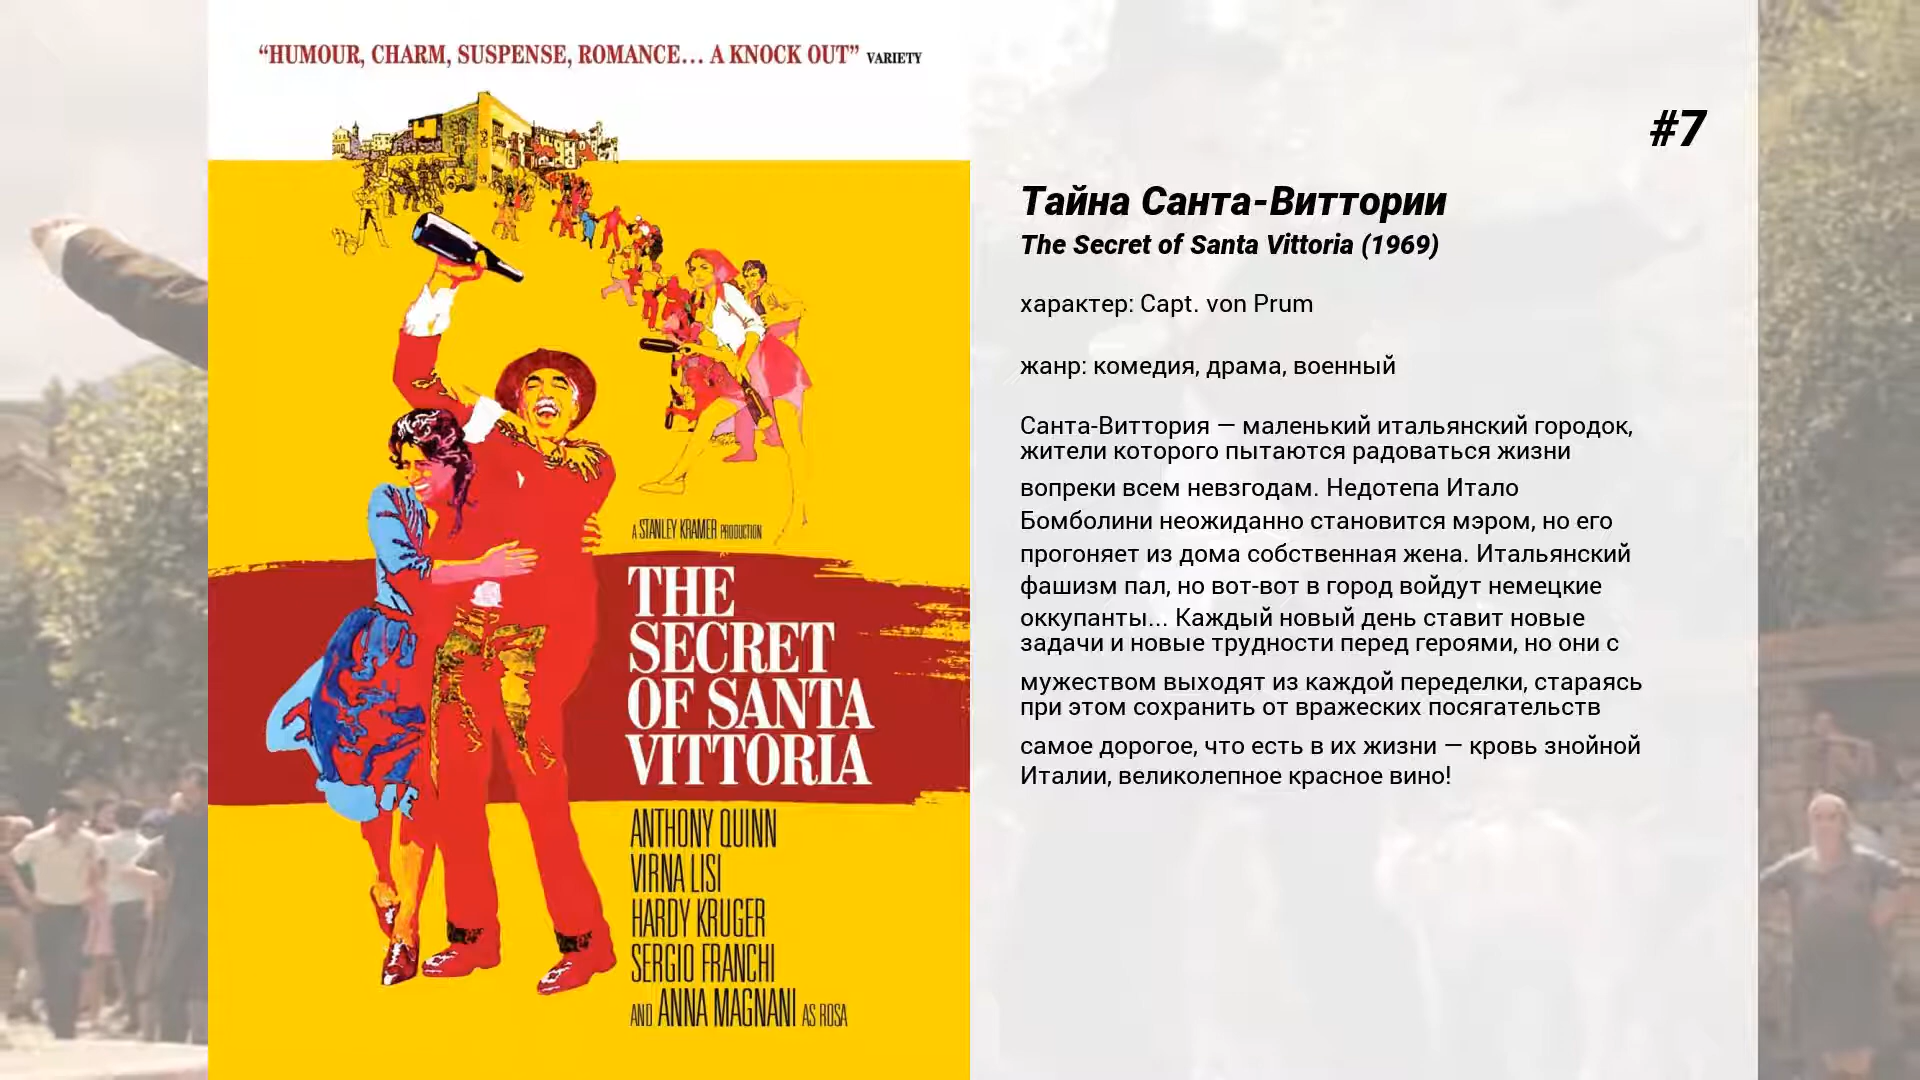 “HUMOUR, CHARM, SUSPENSE, ROMANCE... A KNOCK OUT” VARIETY
A STANLEY KRAMER PRODUCTION
THE
SECRET
OF SANTA
VITTORIA
ANTHONY QUINN
VIRNA LISI
HARDY KRUGER
SERGIO FRANCHI
AND ANNA MAGNANI AS ROSA
#7
Тайна Санта-Виттории
The Secret of Santa Vittoria (1969)
характер: Capt. von Prum
жанр: комедия, драма, военный
Санта-Виттория — маленький итальянский городок,
жители которого пытаются радоваться жизни
вопреки всем невзгодам. Недотепа Итало
Бомболини неожиданно становится мэром, но его
прогоняет из дома собственная жена. Итальянский
фашизм пал, но вот-вот в город войдут немецкие
оккупанты... Каждый новый день ставит новые
задачи и новые трудности перед героями, но они с
мужеством выходят из каждой переделки, стараясь
при этом сохранить от вражеских посягательств
самое дорогое, что есть в их жизни — кровь знойной
Италии, великолепное красное вино!